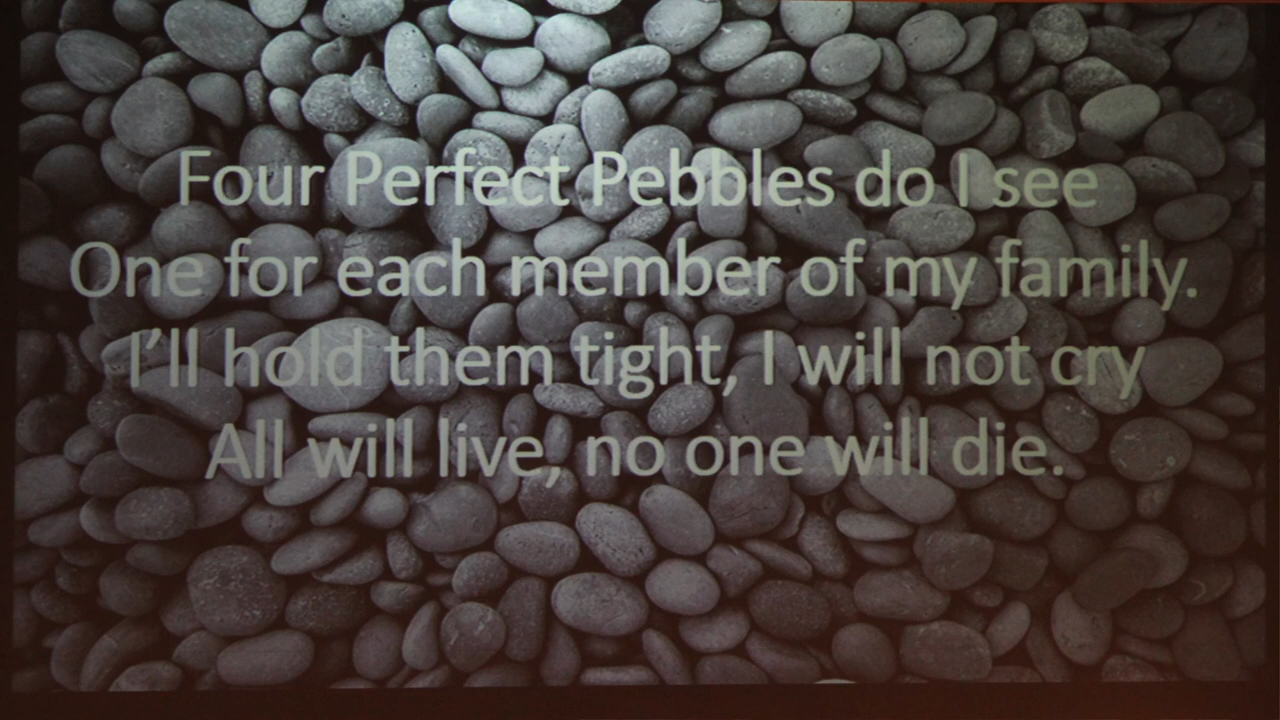 Four Perfect Pebbles do I see
One for each member of my family.
I'll hold them tight, I will not cry
All will live, no one will die.